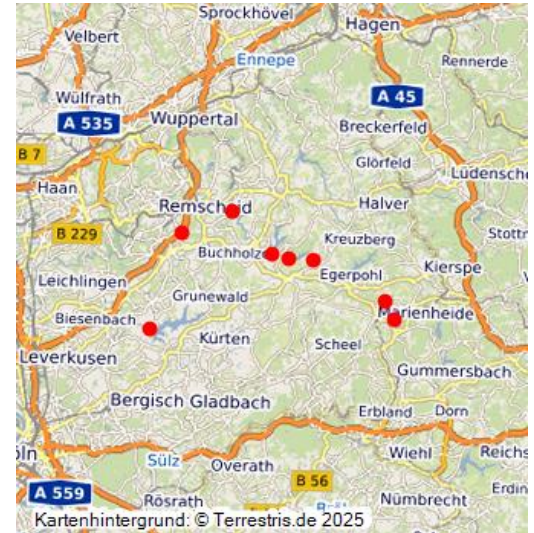 Sprockhövel
Hagen
Velbert
Ennepe
Rennerde
Wülfrath
A 45
A 535
Wuppertal
Breckerfeld
B 7
Glörfeld
Lüdensche
Haan
Remscheid
Halver
B 229
Kreuzberg
Stottr
Buchholz
Kierspe
Egerpohl
Leichlingen
Grunewald
Biesenbach
Marienheide
Kürten
Scheel
Leverkusen
Gummersbach
Bergisch Gladbach
Erbland
Dorn
öln
Wiehl
Reichs
Sülz
Overath
B 56
Erdin
A 559
Rösrath
Nümbrecht
Kartenhintergrund: © Terrestris.de 2025